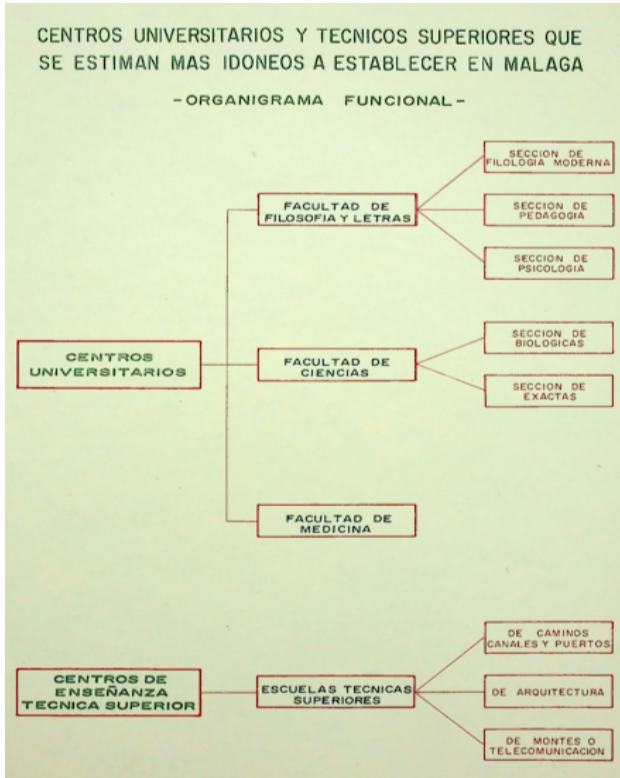 CENTROS UNIVERSITARIOS Y TECNICOS SUPERIORES QUE
SE ESTIMAN MAS IDONEOS A ESTABLECER EN MALAGA
-ORGANIGRAMA FUNCIONAL-
CENTROS
UNIVERSITARIOS
FACULTAD DE
FILOSOFIA Y LETRAS
SECCION DE
FILOLOGIA MODERNA
SECCION DE
PEDAGOGIA
SECCION DE
PSICOLOGIA
FACULTAD DE
CIENCIAS
SECCION DE
BIOLOGICAS
SECCION DE
EXACTAS
FACULTAD DE
MEDICINA
CENTROS DE
ENSEÑANZA
TECNICA SUPERIOR
ESCUELAS TECNICAS
SUPERIORES
DE CAMINOS
CANALES Y PUERTOS
DE ARQUITECTURA
DE MONTES O
TELECOMUNICACION